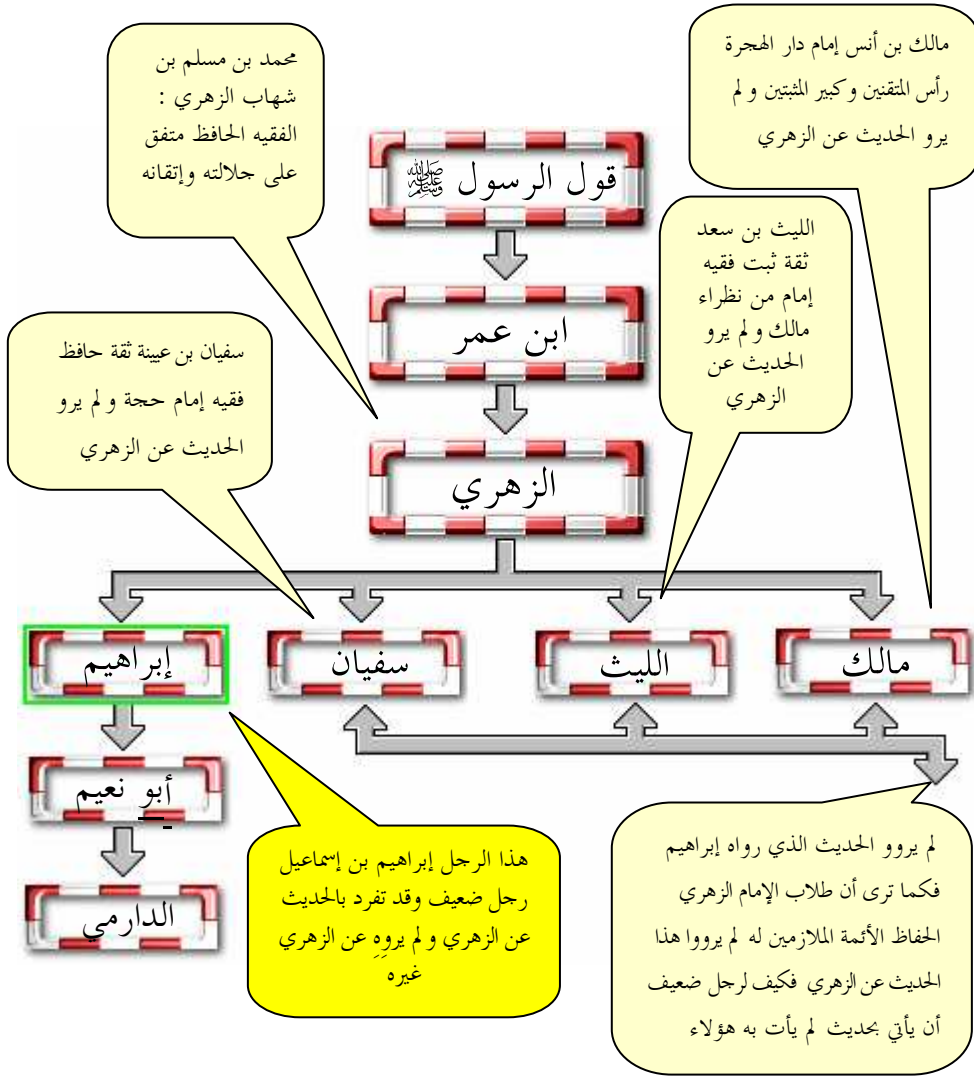 مالك بن أنس إمام دار الهجرة
رأس المتقنين وكبير المثبتين و لم
يرو الحديث عن الزهري
محمد بن مسلم بن
شهاب الزهري :
الفقيه الحافظ متفق
على جلالته وإتقانه
قول الرسول ﷺ
الليث بن سعد
ثقة ثبت فقيه
إمام من نظراء
مالك و لم يرو
الحديث عن
الزهري
ابن عمر
سفيان بن عيينة ثقة حافظ
فقيه إمام حجة و لم يرو
الحديث عن الزهري
الزهري
مالك
الليث
سفيان
إبراهيم
أبو نعيم
الدارمي
هذا الرجل إبراهيم بن إسماعيل
رجل ضعيف وقد تفرد بالحديث
عن الزهري و لم يروِهِ عن الزهري
غيره
لم يروو الحديث الذي رواه إبراهيم
فكما ترى أن طلاب الإمام الزهري
الحفاظ الأئمة الملازمين له لم يرووا هذا
الحديث عن الزهري فكيف لرجل ضعيف
أن يأتي بحديث لم يأت به هؤلاء